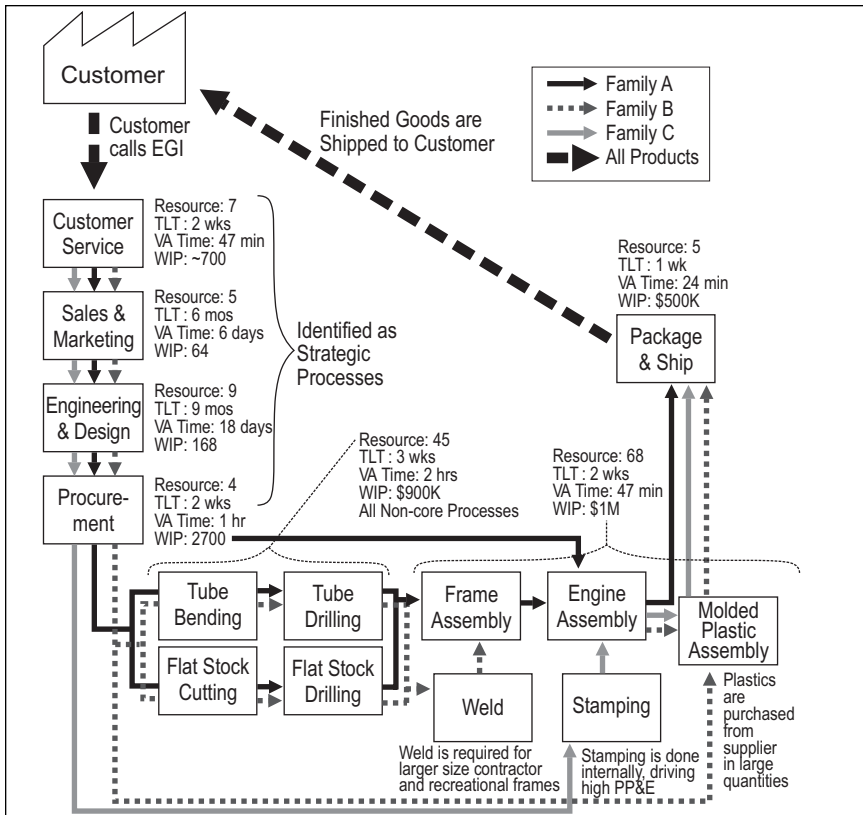 Customer
Customer
calls EGI
Finished Goods are
Shipped to Customer
Family A
Family B
Family C
All Products
Customer
Service
Resource: 7
TLT : 2 wks
VA Time: 47 min
WIP: ~700
Sales &
Marketing
Resource: 5
TLT : 6 mos
VA Time: 6 days
WIP: 64
Identified as
Strategic
Processes
Engineering
& Design
Resource: 9
TLT : 9 mos
VA Time: 18 days
WIP: 168
Procure-
ment
Resource: 4
TLT : 2 wks
VA Time: 1 hr
WIP: 2700
Resource: 5
TLT : 1 wk
VA Time: 24 min
WIP: $500K
Package
& Ship
Resource: 45
TLT : 3 wks
VA Time: 2 hrs
WIP: $900K
All Non-core Processes
Resource: 68
TLT : 2 wks
VA Time: 47 min
WIP: $1M
Tube
Bending
Tube
Drilling
Frame
Assembly
Engine
Assembly
Molded
Plastic
Assembly
Flat Stock
Cutting
Flat Stock
Drilling
Weld
Stamping
Weld is required for
larger size contractor
and recreational frames
Stamping is done
internally, driving
high PP&E
Plastics
are
purchased
from
supplier
in large
quantities